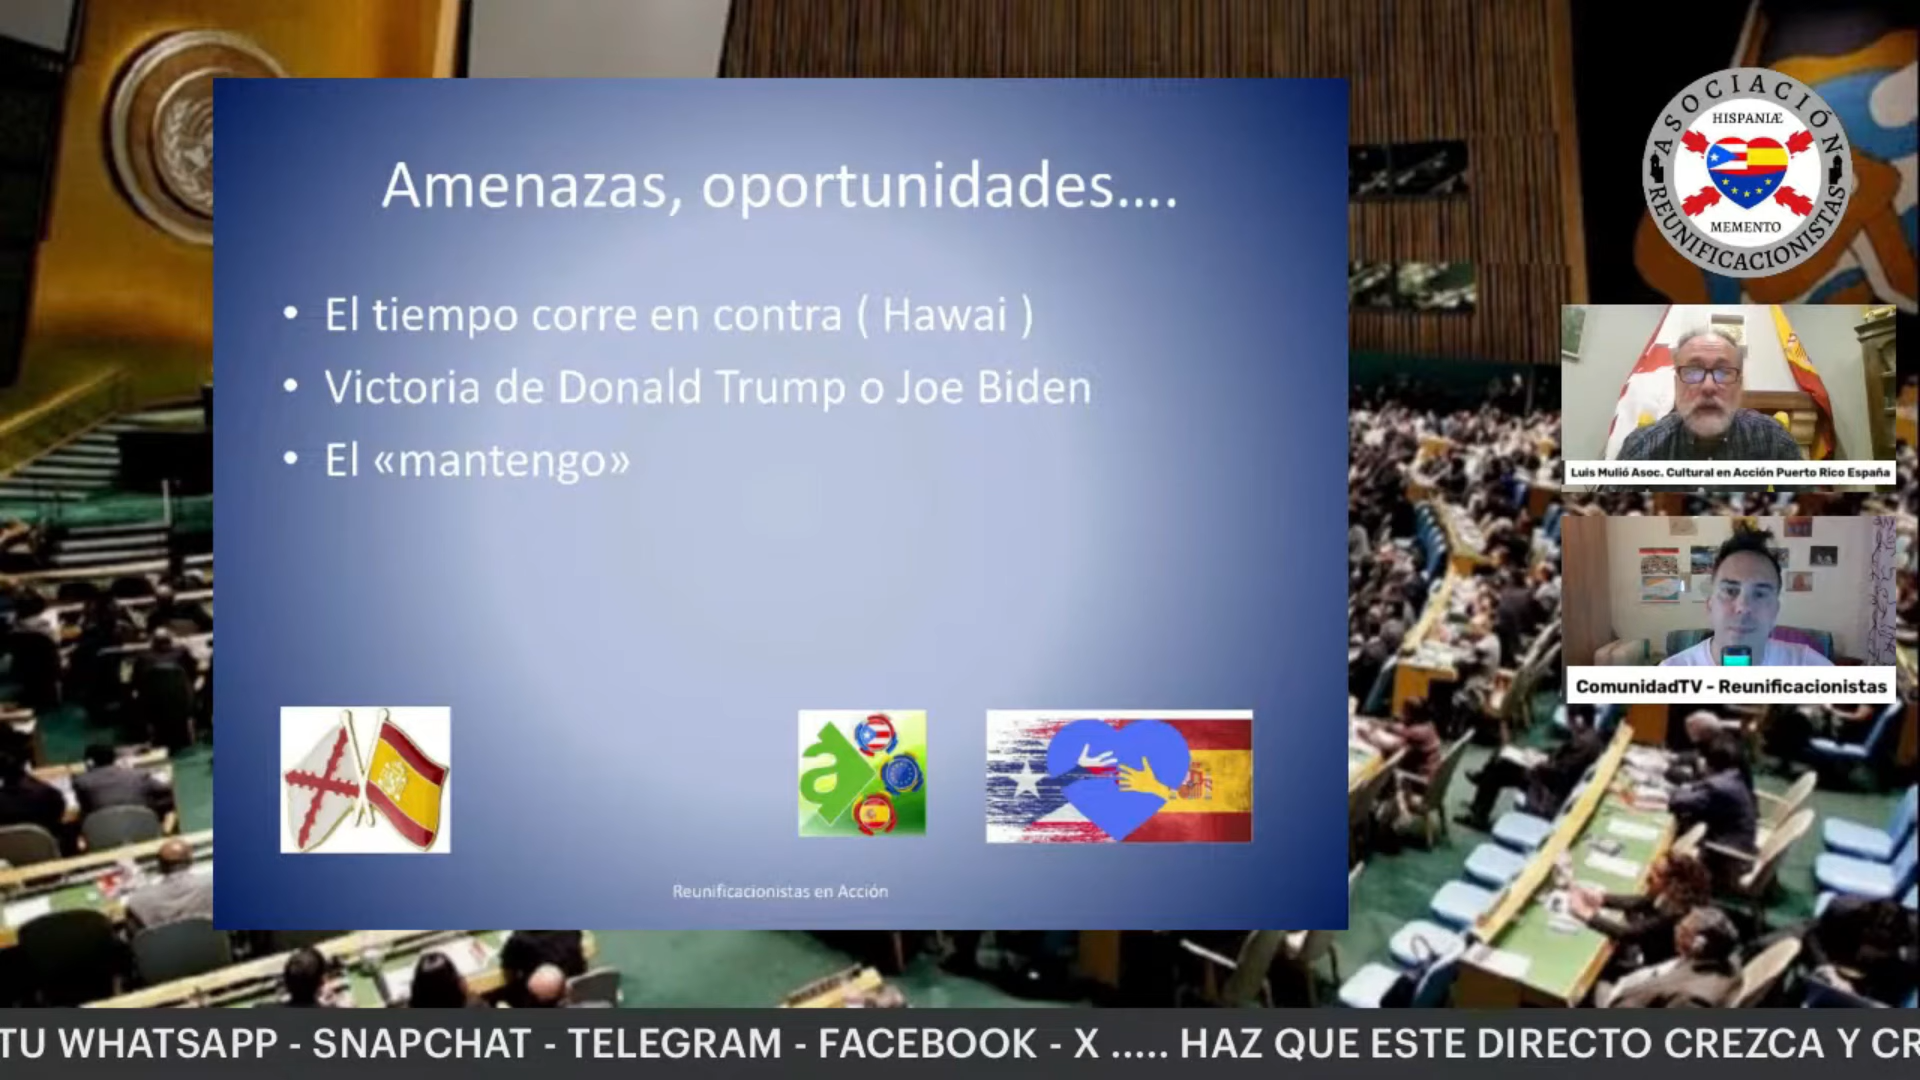 Amenazas, oportunidades....
• El tiempo corre en contra ( Hawai )
• Victoria de Donald Trump o Joe Biden
• El «mantengo»
a
Reunificacionistas en Acción
ASOCIACIÓN
HISPANIÆ
MEMENTO
REUNIFICACIONISTAS
Luis Mulió Asoc. Cultural en Acción Puerto Rico España
ComunidadTV - Reunificacionistas
TU WHATSAPP - SNAPCHAT - TELEGRAM - FACEBOOK - X ..... HAZ QUE ESTE DIRECTO CREZCA Y CR